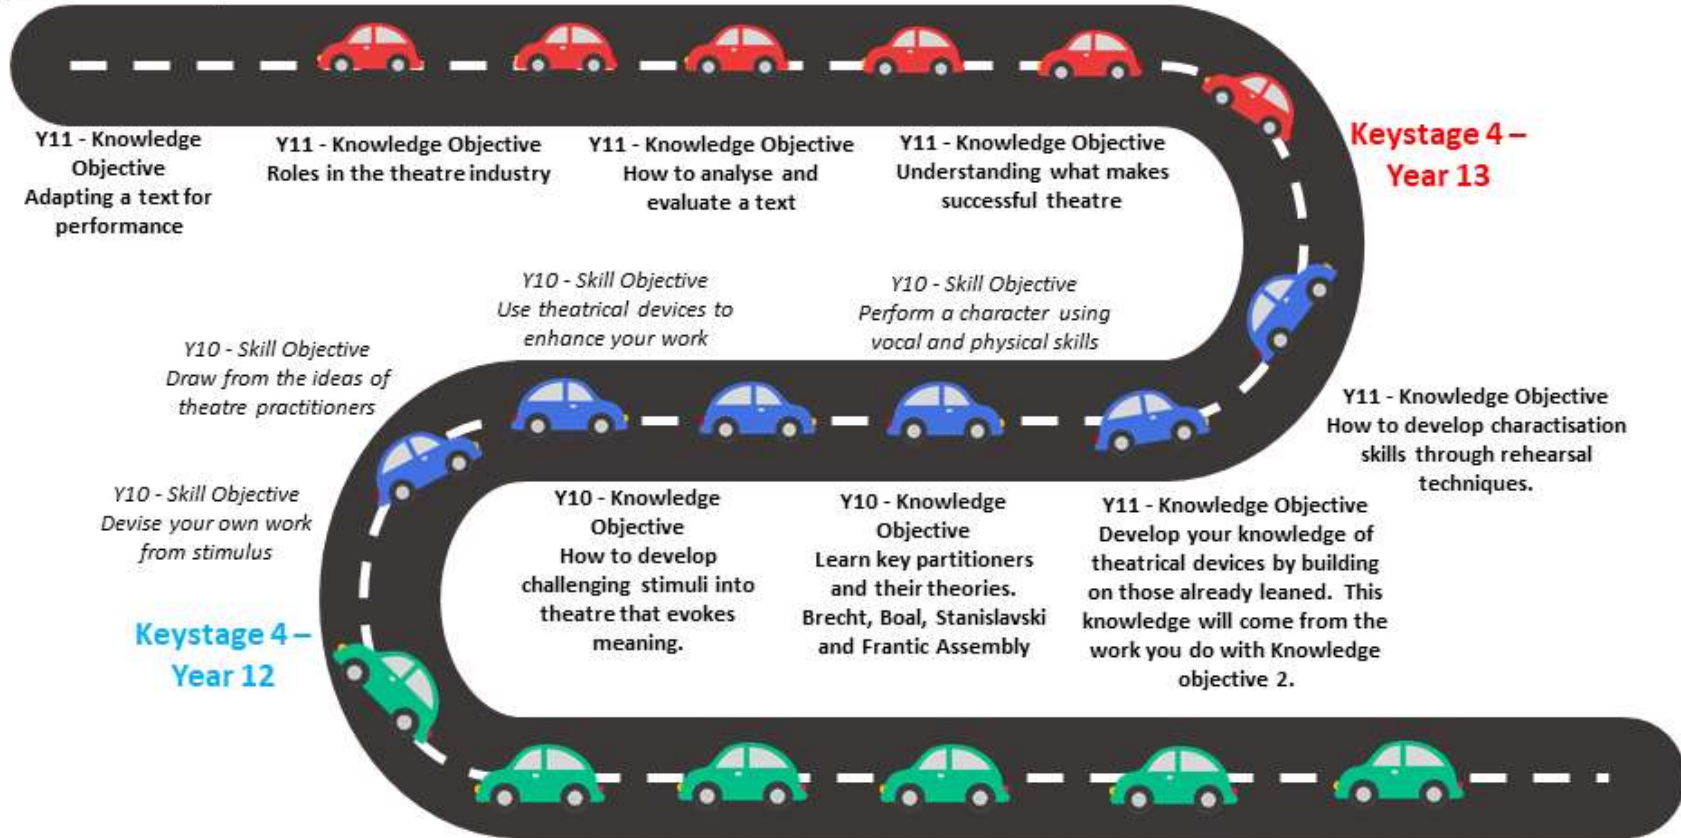 Y11 - Knowledge
Objective
Adapting a text for
performance
Y11 - Knowledge Objective
Roles in the theatre industry
Y11 - Knowledge Objective
How to analyse and
evaluate a text
Y11 - Knowledge Objective
Understanding what makes
successful theatre
Keystage 4 –
Year 13
Y10 - Skill Objective
Draw from the ideas of
theatre practitioners
Y10 - Skill Objective
Use theatrical devices to
enhance your work
Y10 - Skill Objective
Perform a character using
vocal and physical skills
Y11 - Knowledge Objective
How to develop charactisation
skills through rehearsal
techniques.
Y10 - Skill Objective
Devise your own work
from stimulus
Y10 - Knowledge
Objective
How to develop
challenging stimuli into
theatre that evokes
meaning.
Y10 - Knowledge
Objective
Learn key partitioners
and their theories.
Brecht, Boal, Stanislavski
and Frantic Assembly
Y11 - Knowledge Objective
Develop your knowledge of
theatrical devices by building
on those already leaned. This
knowledge will come from the
work you do with Knowledge
objective 2.
Keystage 4 –
Year 12